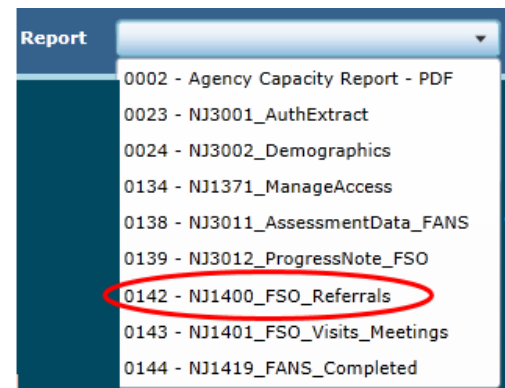 Report
0002 - Agency Capacity Report - PDF
0023 - NJ3001_AuthExtract
0024 - NJ3002_Demographics
0134 - NJ1371_ManageAccess
0138 - NJ3011_AssessmentData_FANS
0139 - NJ3012_ProgressNote_FSO
0142 - NJ1400_FSO_Referrals
0143 - NJ1401_FSO_Visits_Meetings
0144 - NJ1419_FANS_Completed